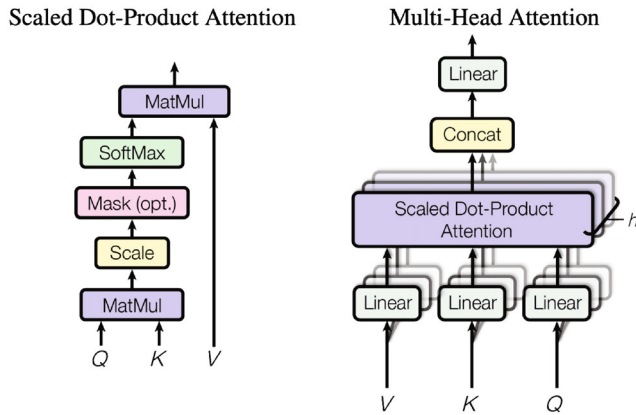 Scaled Dot-Product Attention
MatMul
SoftMax
Mask (opt.)
Scale
MatMul
Q K V
Multi-Head Attention
Linear
Concat
Scaled Dot-Product
Attention
h
Linear Linear Linear
V K Q